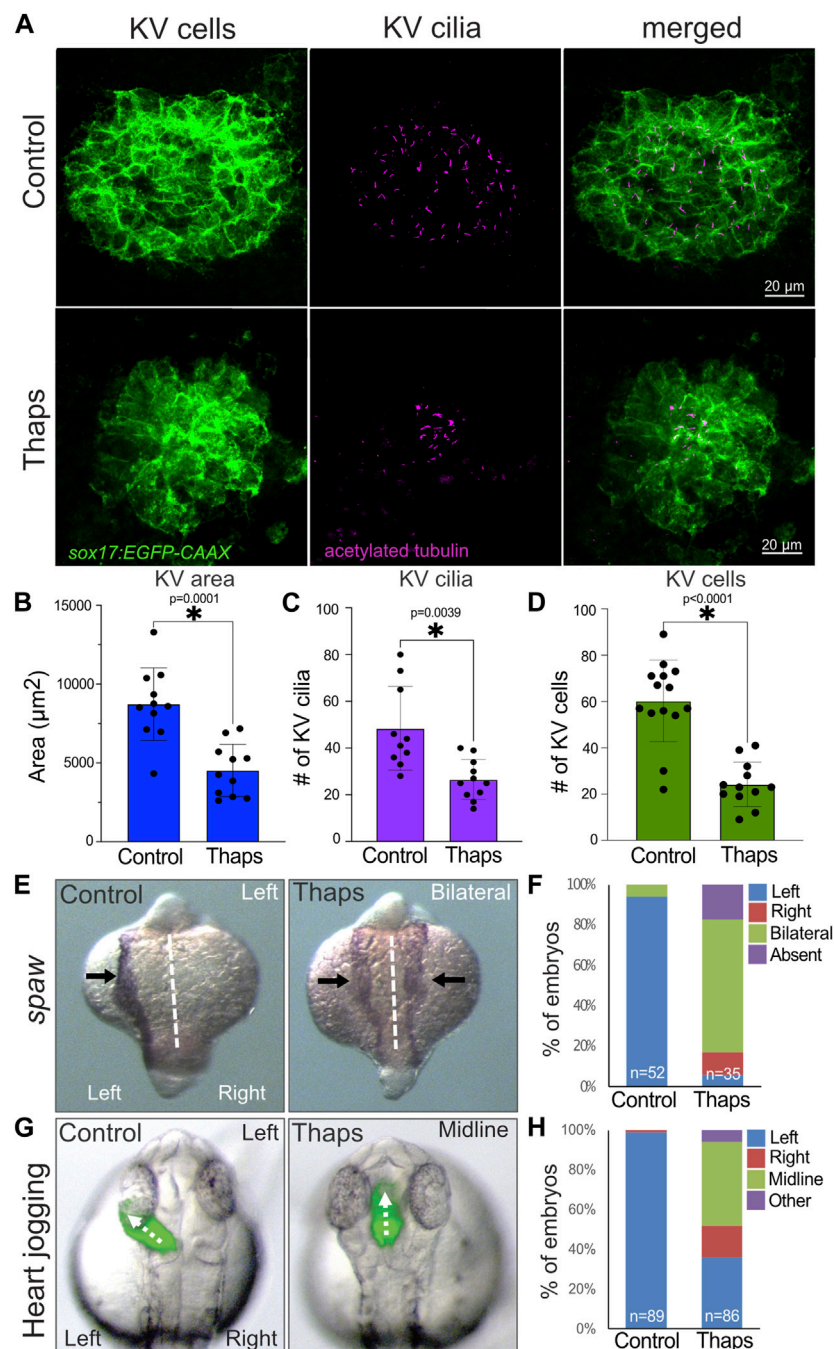 A
KV cells
KV cilia
merged
Control
20 µm
Thaps
sox17:EGFP-CAAX
acetylated tubulin
20 µm
B
KV area
p=0.0001
*
Area (µm2)
15000
10000
5000
0
Control
Thaps
C
KV cilia
p=0.0039
*
# of KV cilia
100
80
60
40
20
0
Control
Thaps
D
KV cells
p<0.0001
*
# of KV cells
100
80
60
40
20
0
Control
Thaps
E
spaw
Control
Left
Left
Right
Thaps
Bilateral
F
% of embryos
100%
80%
60%
40%
20%
0%
n=52
n=35
Control
Thaps
Left
Right
Bilateral
Absent
G
Heart jogging
Control
Left
Left
Right
Thaps
Midline
H
% of embryos
100%
80%
60%
40%
20%
0%
n=89
n=86
Control
Thaps
Left
Right
Midline
Other